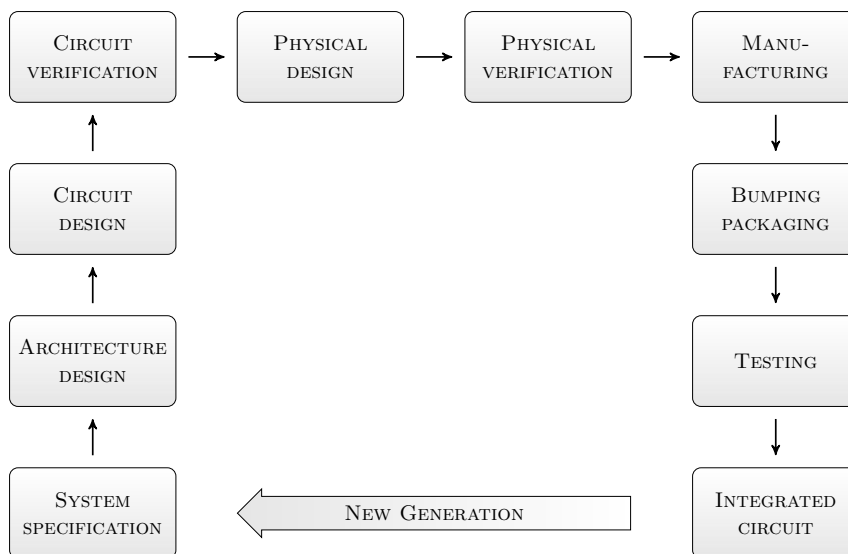 Circuit
verification
Physical
design
Physical
verification
Manu-
facturing
Circuit
design
Bumping
packaging
Architecture
design
Testing
System
specification
New Generation
Integrated
circuit